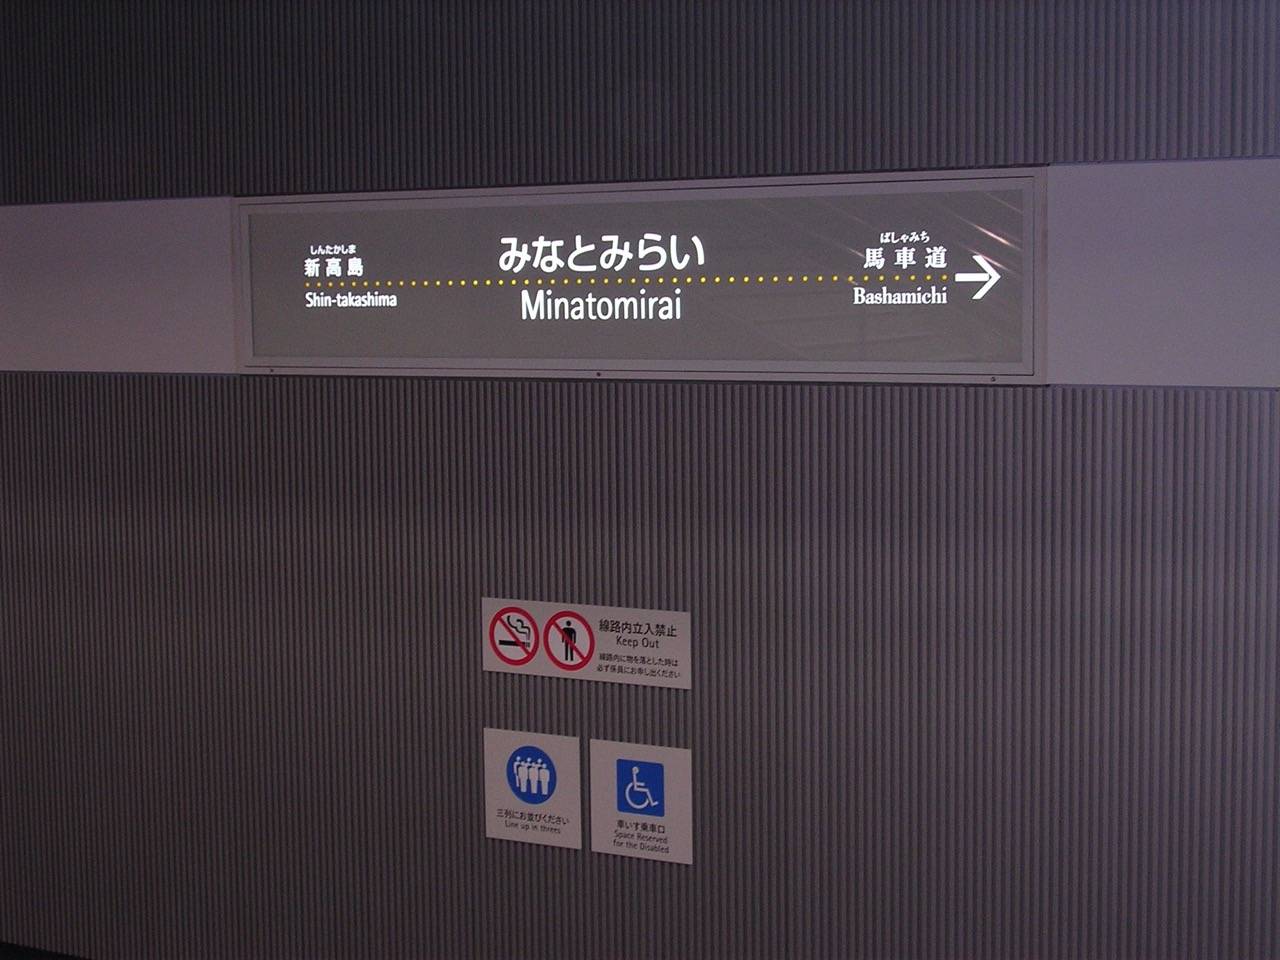 しんたかしま
新高島
Shin-takashima
みなとみらい
Minatomirai
ばしゃみち
馬車道
Bashamichi
線路内立入禁止
Keep Out
線路内に物を落とした時は
必ず係員にお申し出ください
三列にお並びください
Line up in threes
車いす乗車口
Space Reserved
for the Disabled